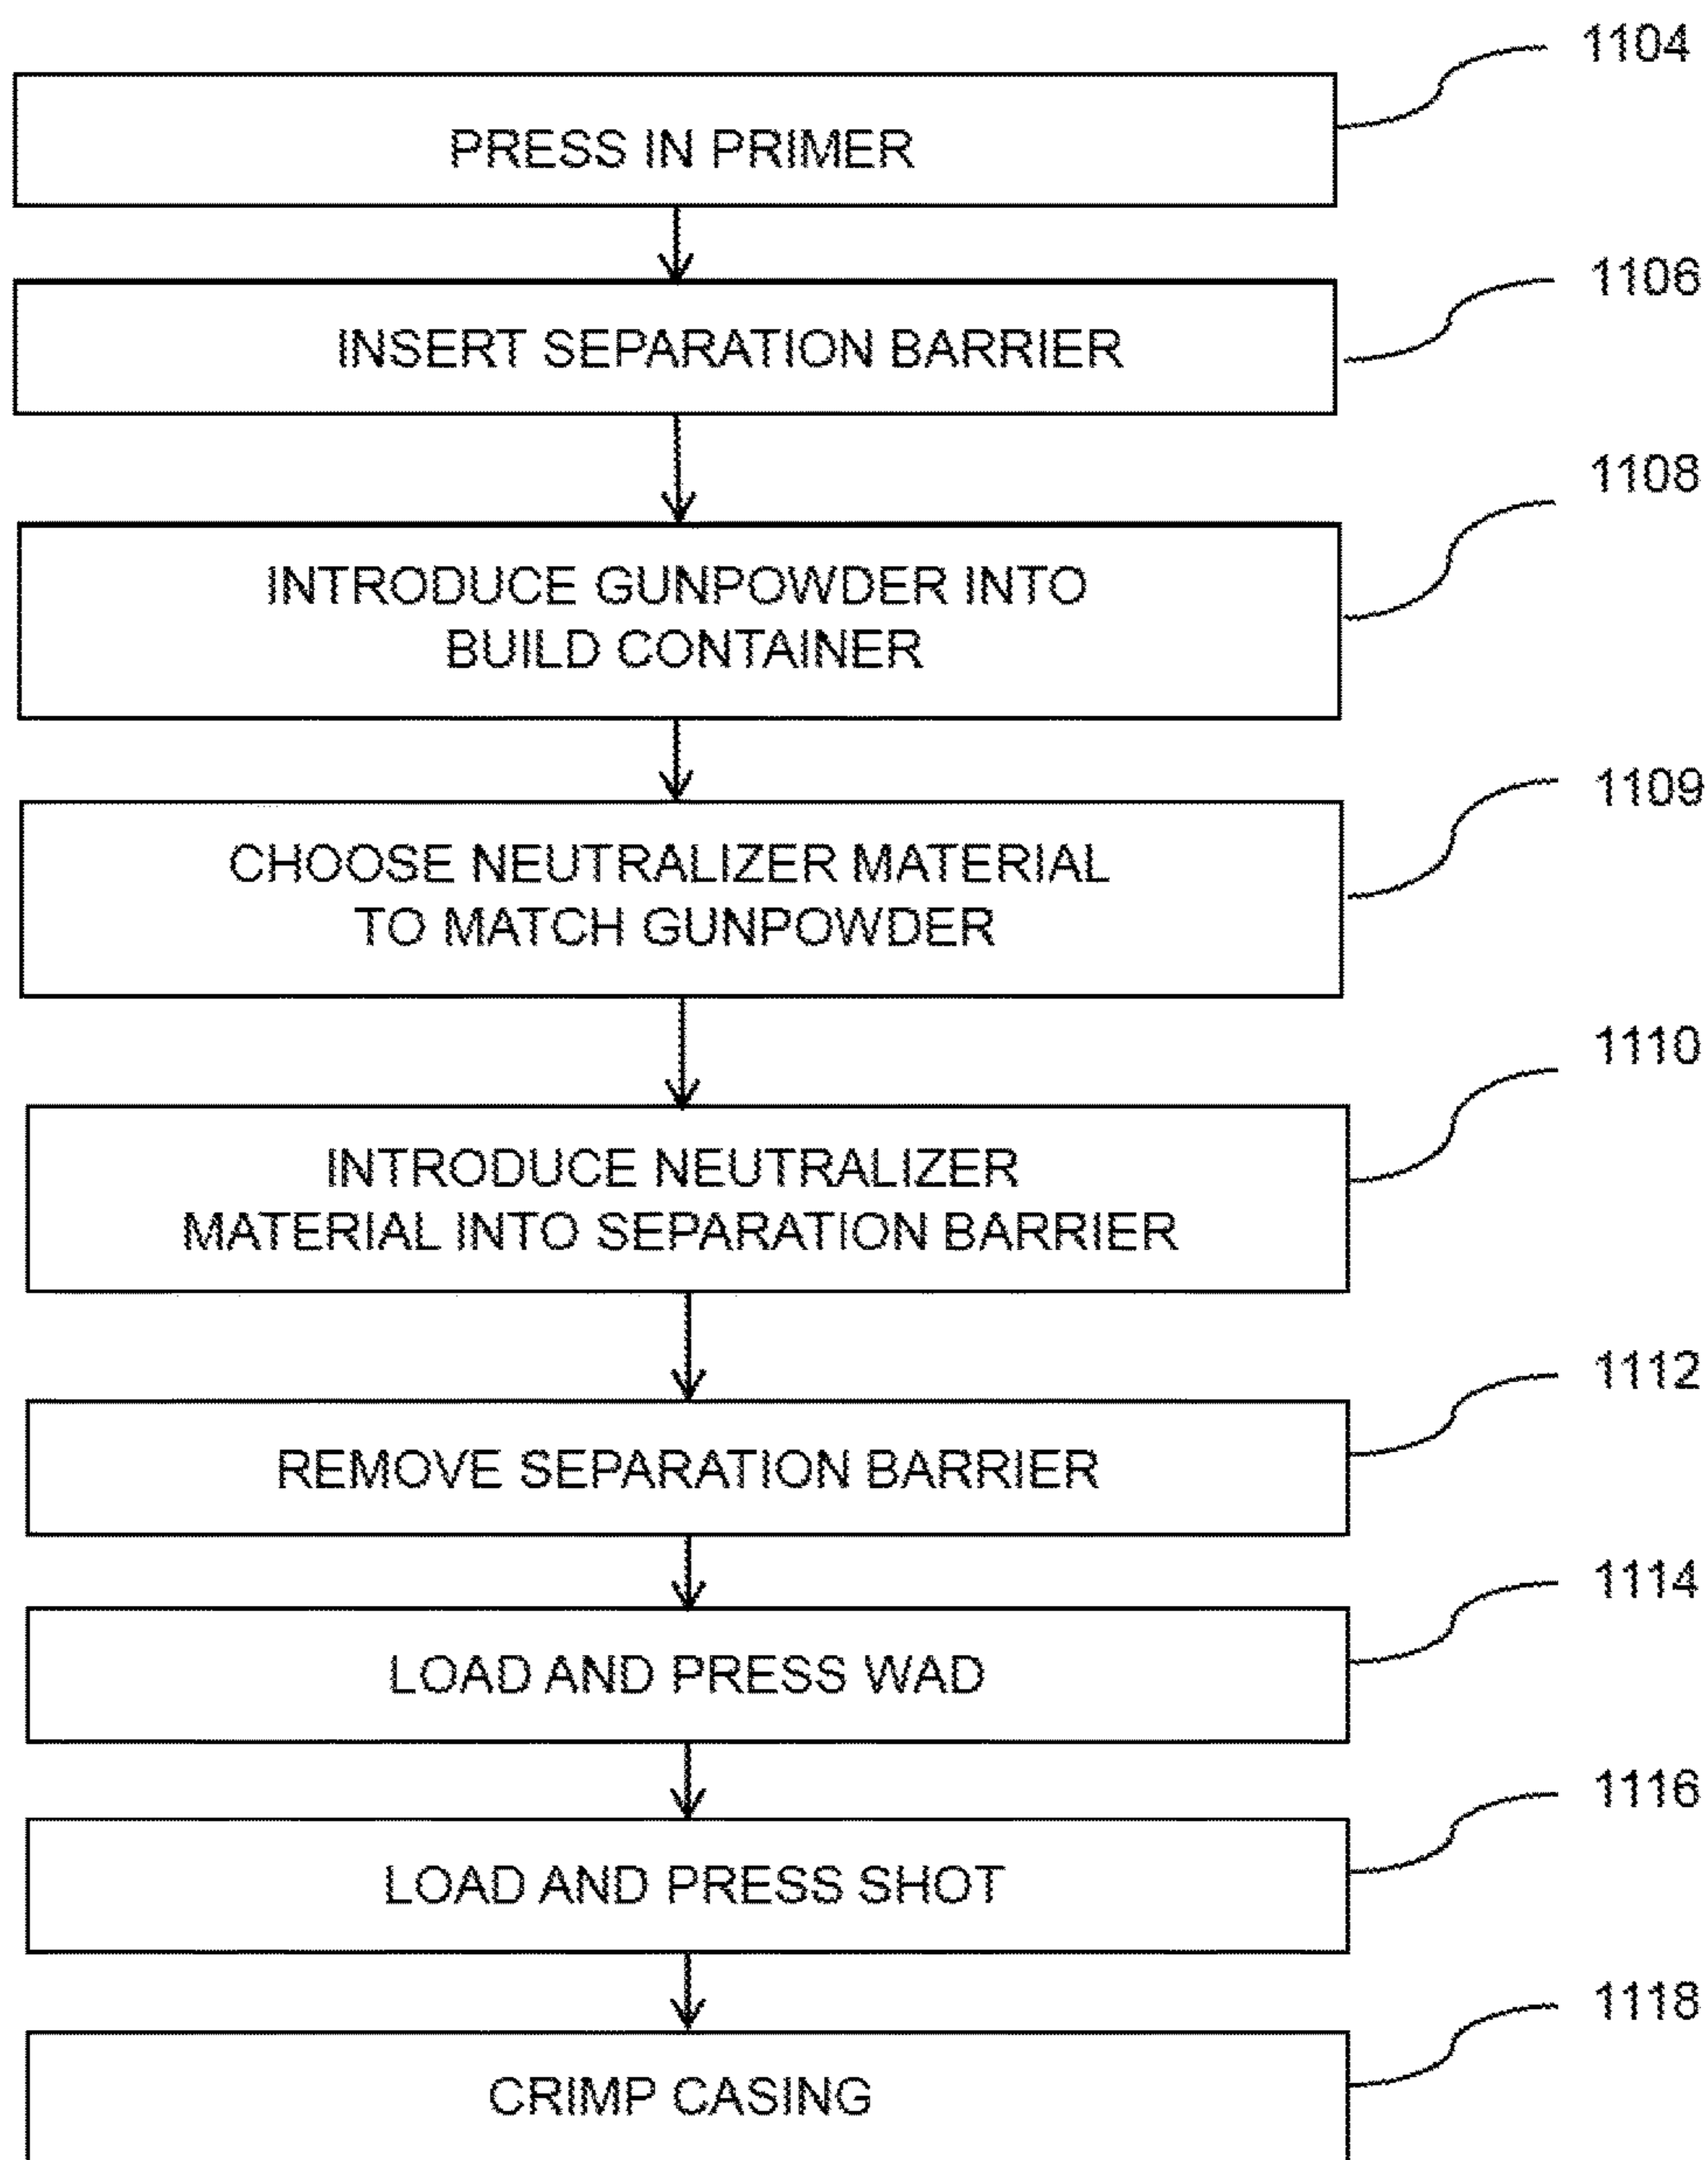 1104
PRESS IN PRIMER
1106
INSERT SEPARATION BARRIER
1108
INTRODUCE GUNPOWDER INTO
BUILD CONTAINER
1109
CHOOSE NEUTRALIZER MATERIAL
TO MATCH GUNPOWDER
1110
INTRODUCE NEUTRALIZER
MATERIAL INTO SEPARATION BARRIER
1112
REMOVE SEPARATION BARRIER
1114
LOAD AND PRESS WAD
1116
LOAD AND PRESS SHOT
1118
CRIMP CASING